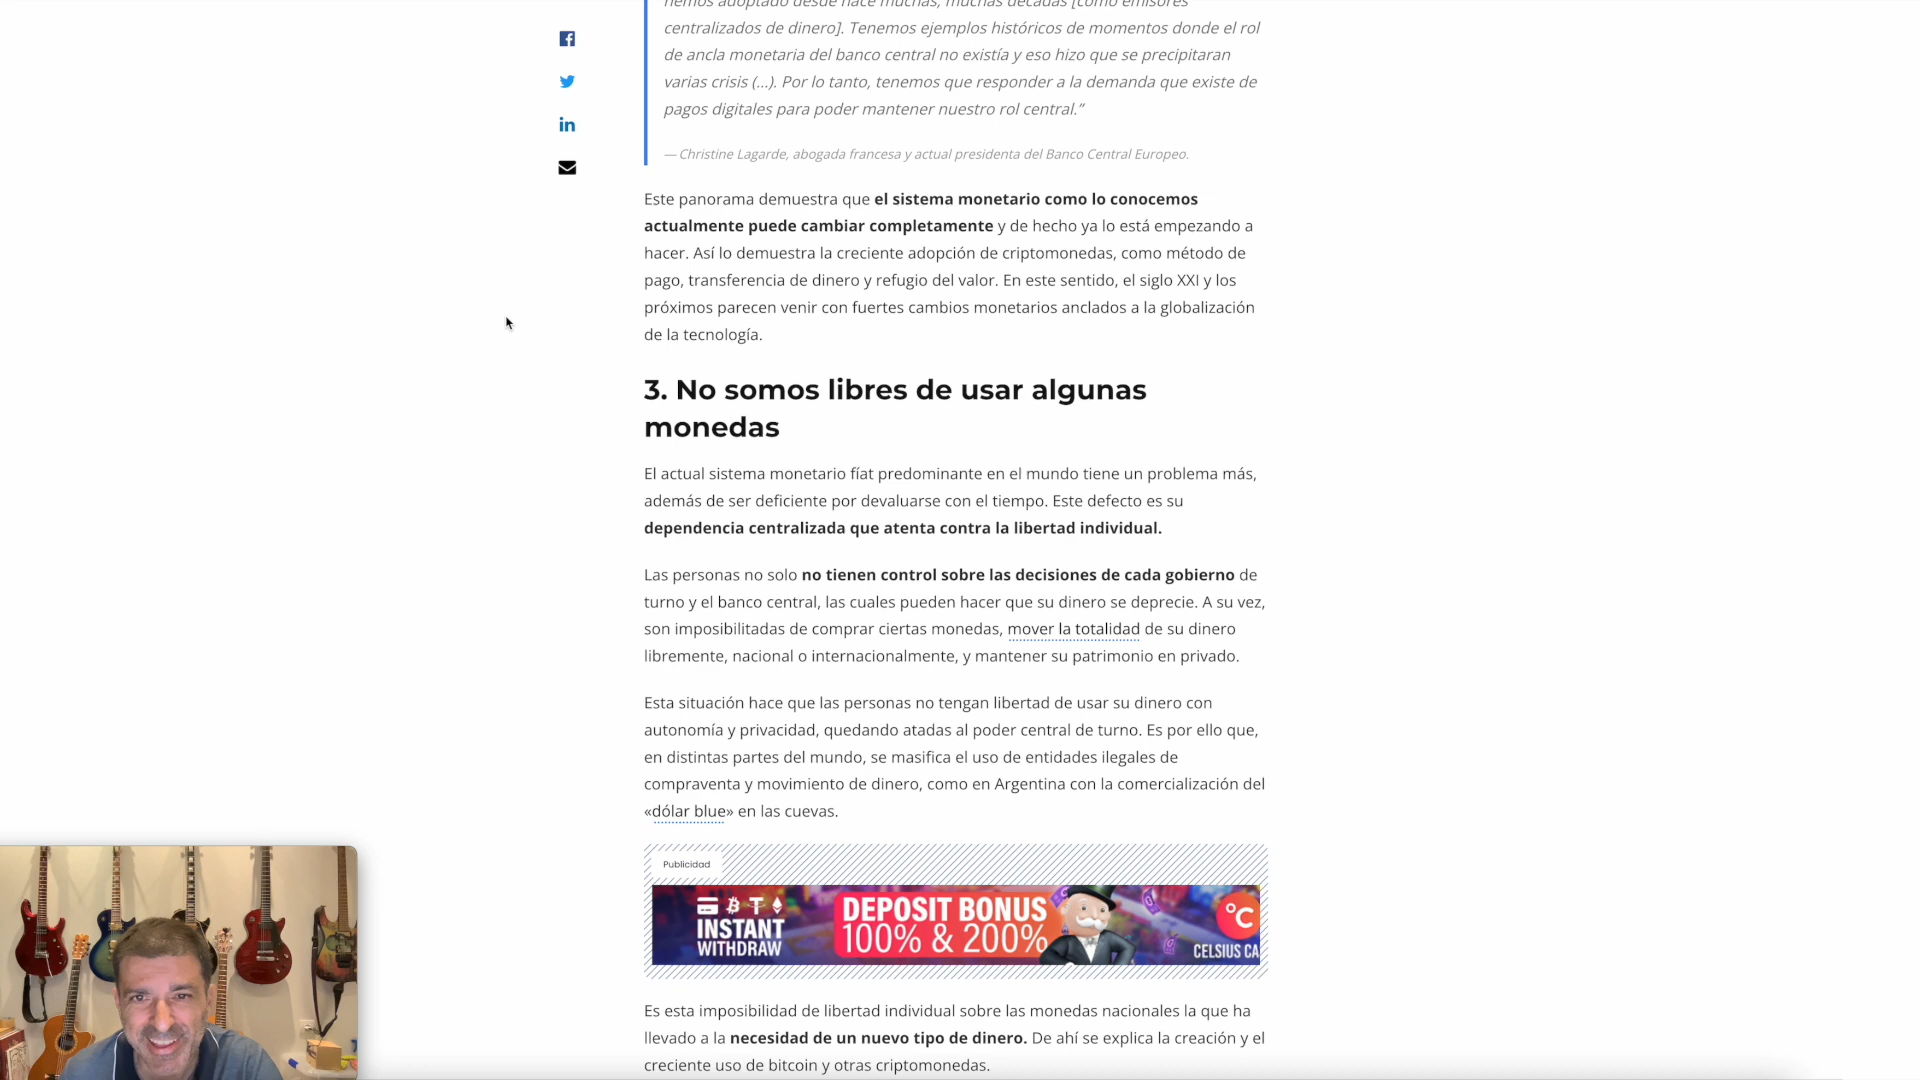 hemos adoptado desde hace muchas, muchas décadas [como emisores
centralizados de dinero]. Tenemos ejemplos históricos de momentos donde el rol
de ancla monetaria del banco central no existía y eso hizo que se precipitaran
varias crisis (...). Por lo tanto, tenemos que responder a la demanda que existe de
pagos digitales para poder mantener nuestro rol central.”
— Christine Lagarde, abogada francesa y actual presidenta del Banco Central Europeo.
Este panorama demuestra que el sistema monetario como lo conocemos
actualmente puede cambiar completamente y de hecho ya lo está empezando a
hacer. Así lo demuestra la creciente adopción de criptomonedas, como método de
pago, transferencia de dinero y refugio del valor. En este sentido, el siglo XXI y los
próximos parecen venir con fuertes cambios monetarios anclados a la globalización
de la tecnología.
3. No somos libres de usar algunas
monedas
El actual sistema monetario fíat predominante en el mundo tiene un problema más,
además de ser deficiente por devaluarse con el tiempo. Este defecto es su
dependencia centralizada que atenta contra la libertad individual.
Las personas no solo no tienen control sobre las decisiones de cada gobierno de
turno y el banco central, las cuales pueden hacer que su dinero se deprecie. A su vez,
son imposibilitadas de comprar ciertas monedas, mover la totalidad de su dinero
libremente, nacional o internacionalmente, y mantener su patrimonio en privado.
Esta situación hace que las personas no tengan libertad de usar su dinero con
autonomía y privacidad, quedando atadas al poder central de turno. Es por ello que,
en distintas partes del mundo, se masifica el uso de entidades ilegales de
compraventa y movimiento de dinero, como en Argentina con la comercialización del
«dólar blue» en las cuevas.
Publicidad
INSTANT
WITHDRAW
DEPOSIT BONUS
100% & 200%
°C
CELSIUS CA
Es esta imposibilidad de libertad individual sobre las monedas nacionales la que ha
llevado a la necesidad de un nuevo tipo de dinero. De ahí se explica la creación y el
creciente uso de bitcoin y otras criptomonedas.